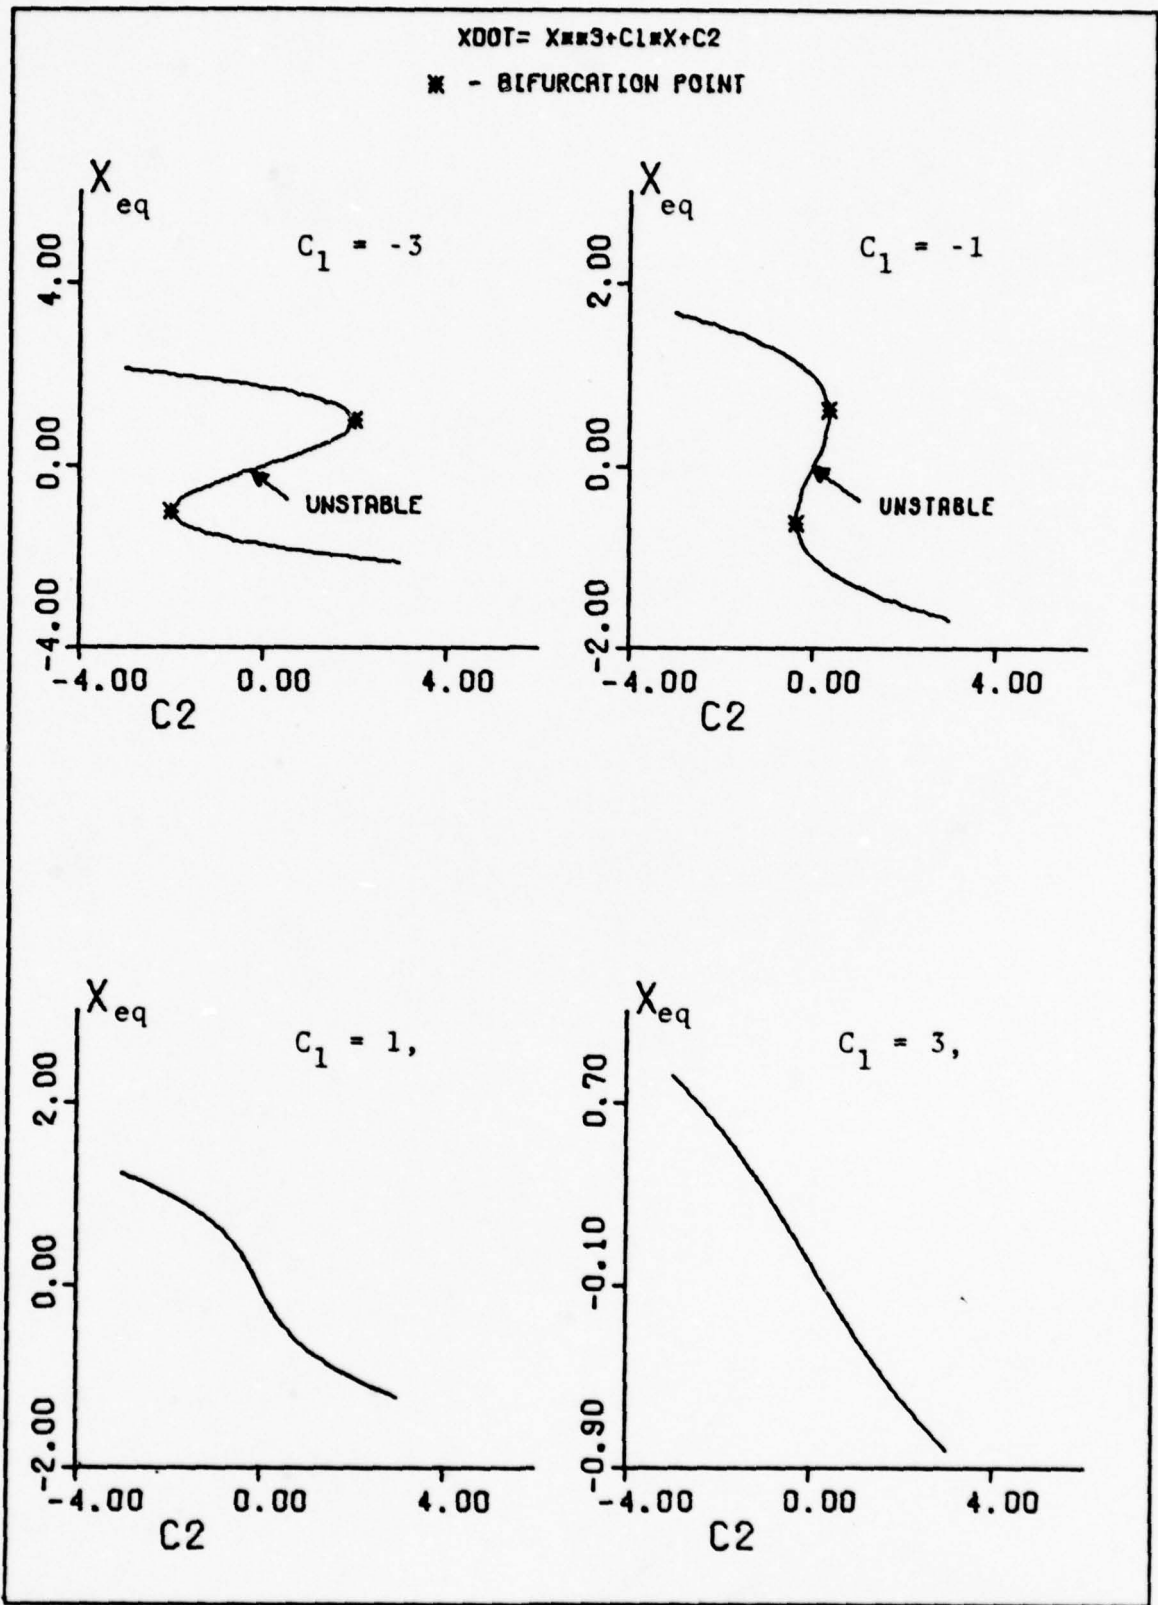 XDOT= X**3+C1*X+C2
* - BIFURCATION POINT
X eq
C1 = -3
4.00
0.00
-4.00
UNSTABLE
-4.00 0.00 4.00
C2
X eq
C1 = -1
2.00
0.00
-2.00
UNSTABLE
-4.00 0.00 4.00
C2
X eq
C1 = 1,
2.00
0.00
-2.00
-4.00 0.00 4.00
C2
X eq
C1 = 3,
0.70
-0.10
-0.90
-4.00 0.00 4.00
C2